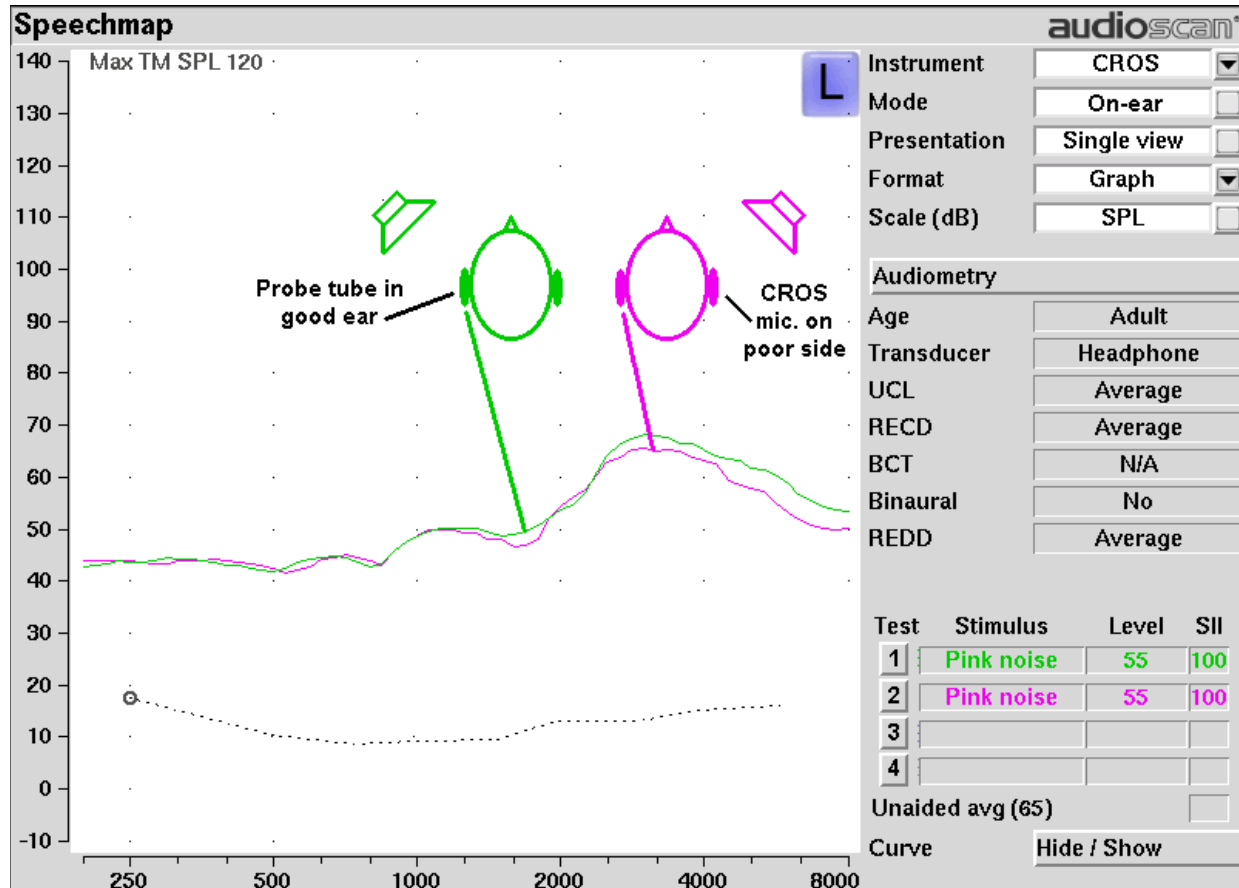 Speechmap
audioscan
Max TM SPL 120
L
140
130
120
110
100
90
80
70
60
50
40
30
20
10
0
-10
250 500 1000 2000 4000 8000
Probe tube in
good ear
CROS
mic. on
poor side
Instrument CROS
Mode On-ear
Presentation Single view
Format Graph
Scale (dB) SPL
Audiometry
Age Adult
Transducer Headphone
UCL Average
RECD Average
BCT N/A
Binaural No
REDD Average
Test Stimulus Level SII
1 Pink noise 55 100
2 Pink noise 55 100
3
4
Unaided avg (65)
Curve Hide / Show